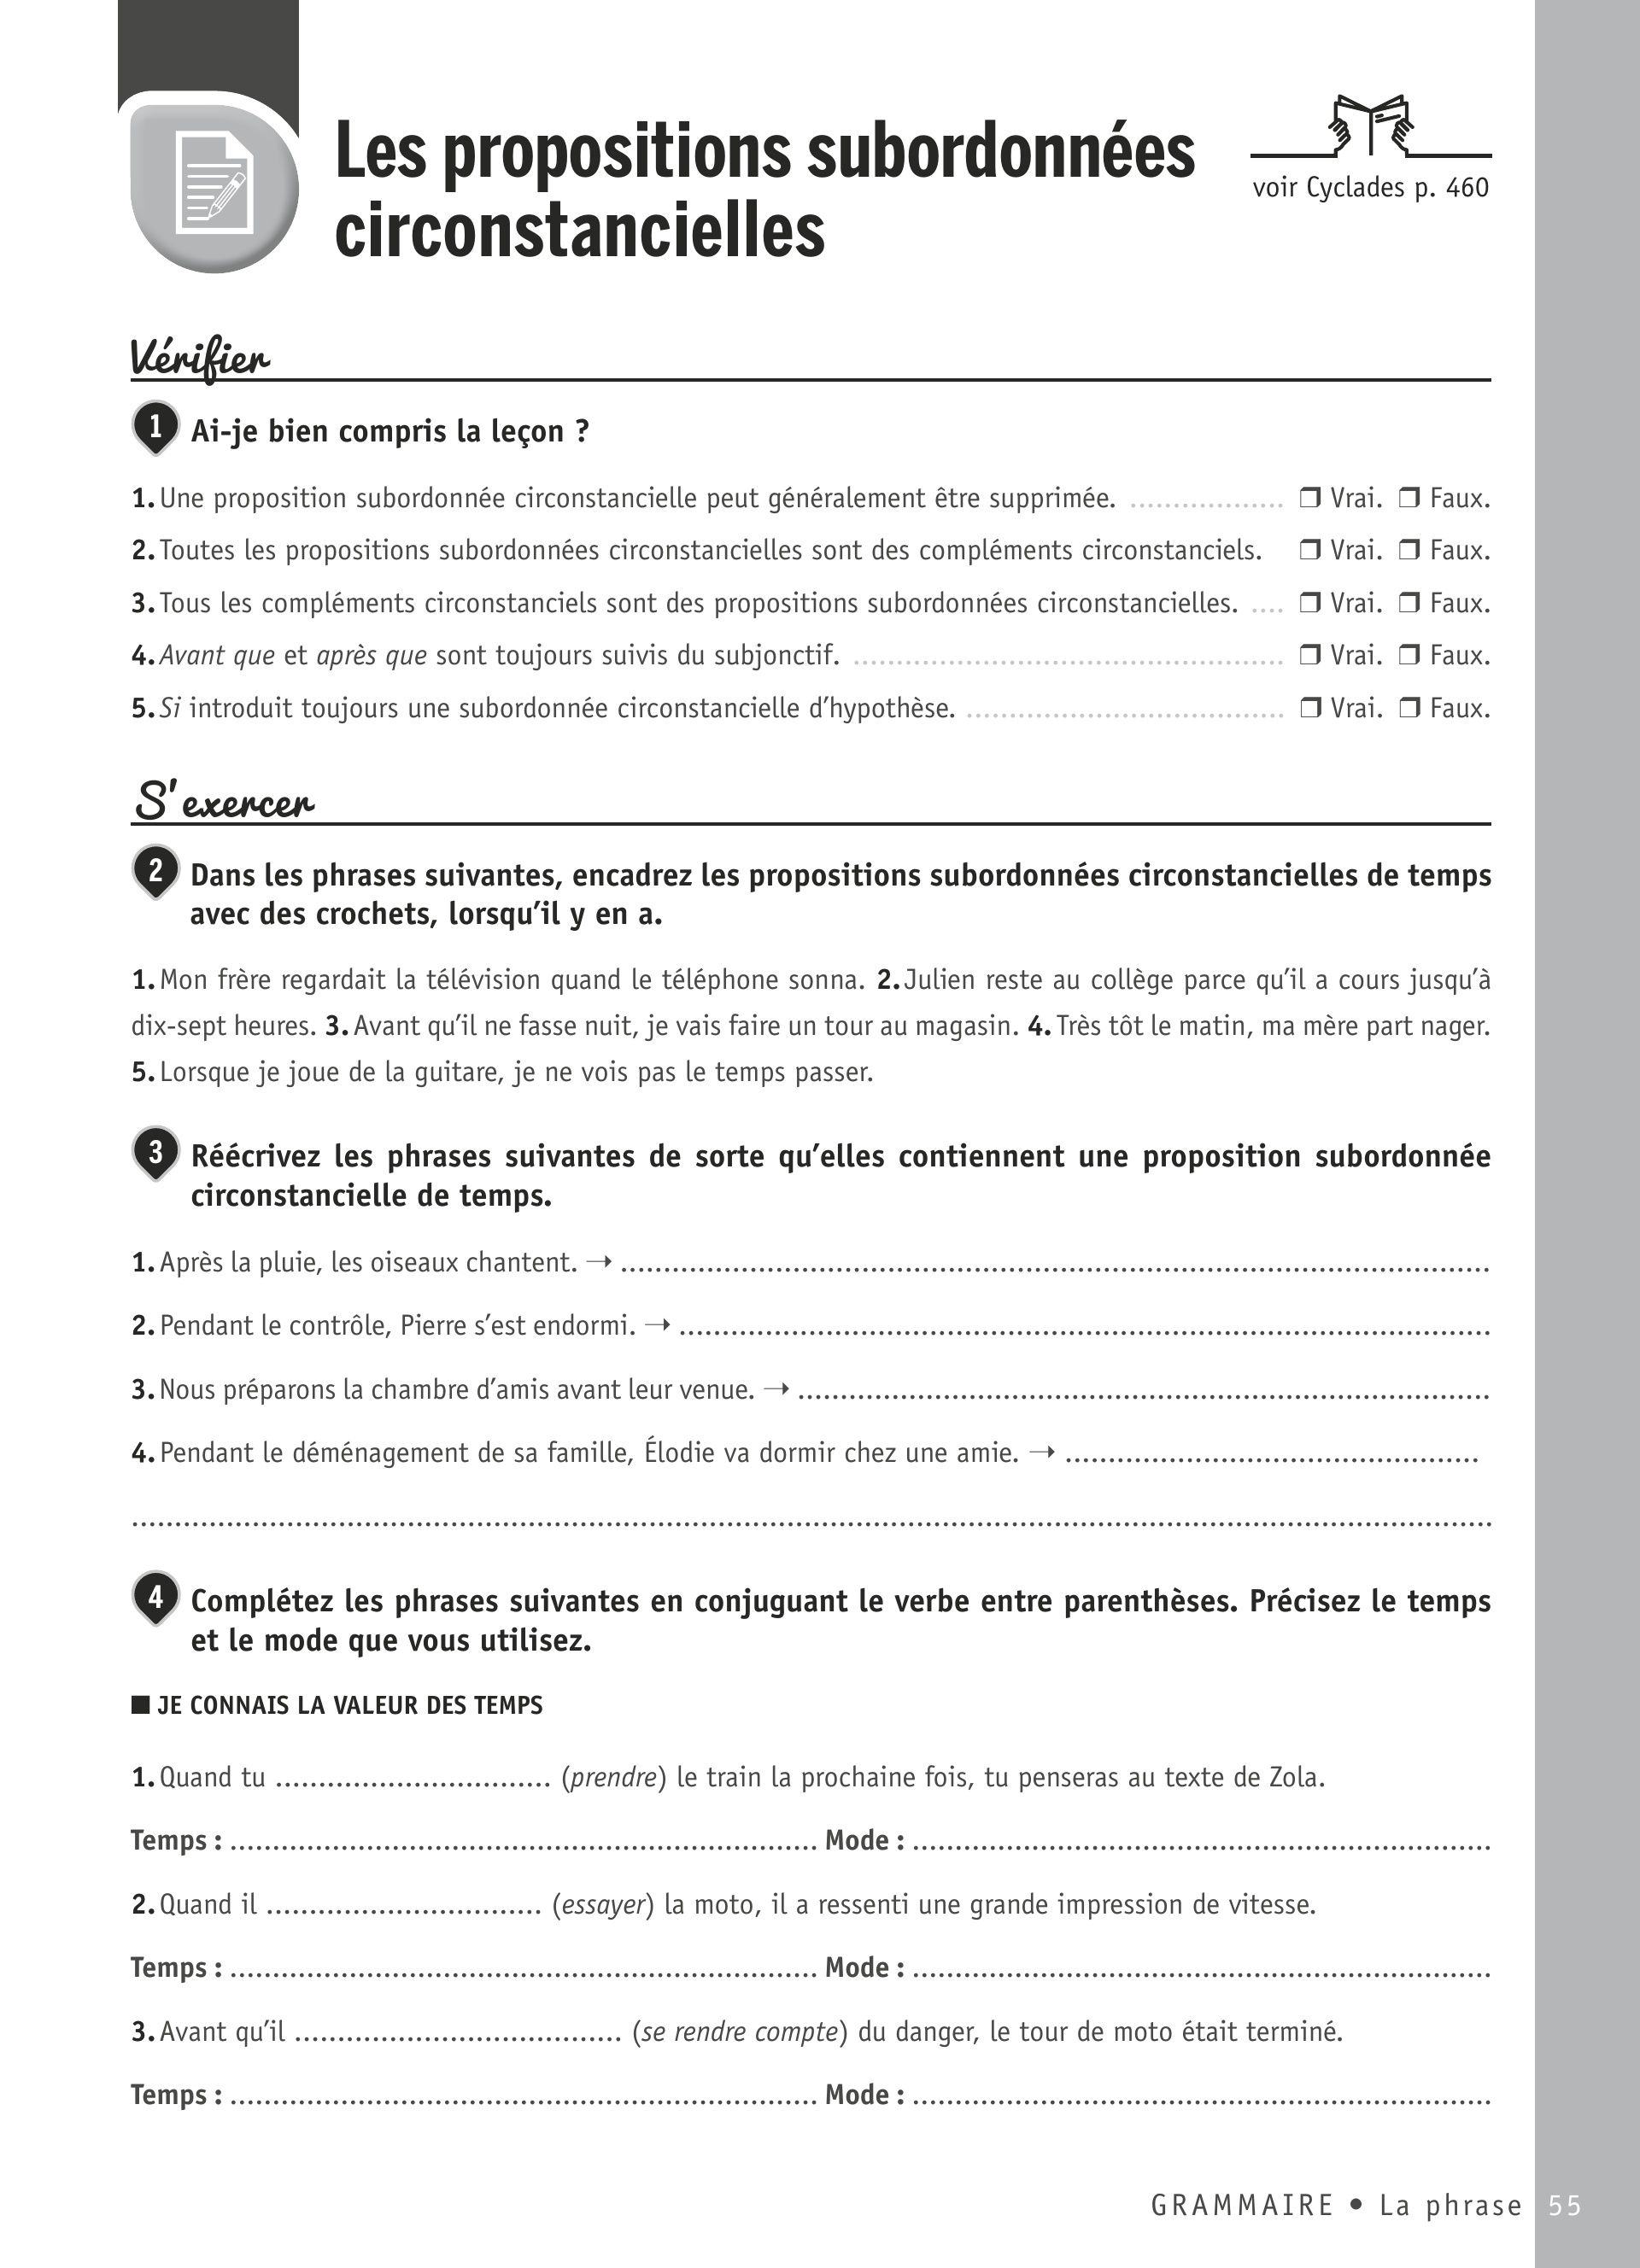 Les propositions subordonnées
circonstancielles
voir Cyclades p. 460
Vérifier
1 Ai-je bien compris la leçon ?
1. Une proposition subordonnée circonstancielle peut généralement être supprimée. .................. ❒ Vrai. ❒ Faux.
2. Toutes les propositions subordonnées circonstancielles sont des compléments circonstanciels. ❒ Vrai. ❒ Faux.
3. Tous les compléments circonstanciels sont des propositions subordonnées circonstancielles. .... ❒ Vrai. ❒ Faux.
4. Avant que et après que sont toujours suivis du subjonctif. .................................................. ❒ Vrai. ❒ Faux.
5. Si introduit toujours une subordonnée circonstancielle d’hypothèse. ..................................... ❒ Vrai. ❒ Faux.
S’exercer
2 Dans les phrases suivantes, encadrez les propositions subordonnées circonstancielles de temps
avec des crochets, lorsqu’il y en a.
1. Mon frère regardait la télévision quand le téléphone sonna. 2. Julien reste au collège parce qu’il a cours jusqu’à
dix-sept heures. 3. Avant qu’il ne fasse nuit, je vais faire un tour au magasin. 4. Très tôt le matin, ma mère part nager.
5. Lorsque je joue de la guitare, je ne vois pas le temps passer.
3 Réécrivez les phrases suivantes de sorte qu’elles contiennent une proposition subordonnée
circonstancielle de temps.
1. Après la pluie, les oiseaux chantent. → ....................................................................................................
2. Pendant le contrôle, Pierre s’est endormi. → .............................................................................................
3. Nous préparons la chambre d’amis avant leur venue. → ................................................................................
4. Pendant le déménagement de sa famille, Élodie va dormir chez une amie. → ................................................
............................................................................................................................................................
4 Complétez les phrases suivantes en conjuguant le verbe entre parenthèses. Précisez le temps
et le mode que vous utilisez.
■ JE CONNAIS LA VALEUR DES TEMPS
1. Quand tu ................................ (prendre) le train la prochaine fois, tu penseras au texte de Zola.
Temps : .................................................................... Mode : ...................................................................
2. Quand il ................................ (essayer) la moto, il a ressenti une grande impression de vitesse.
Temps : .................................................................... Mode : ...................................................................
3. Avant qu’il ...................................... (se rendre compte) du danger, le tour de moto était terminé.
Temps : .................................................................... Mode : ...................................................................
GRAMMAIRE • La phrase 55